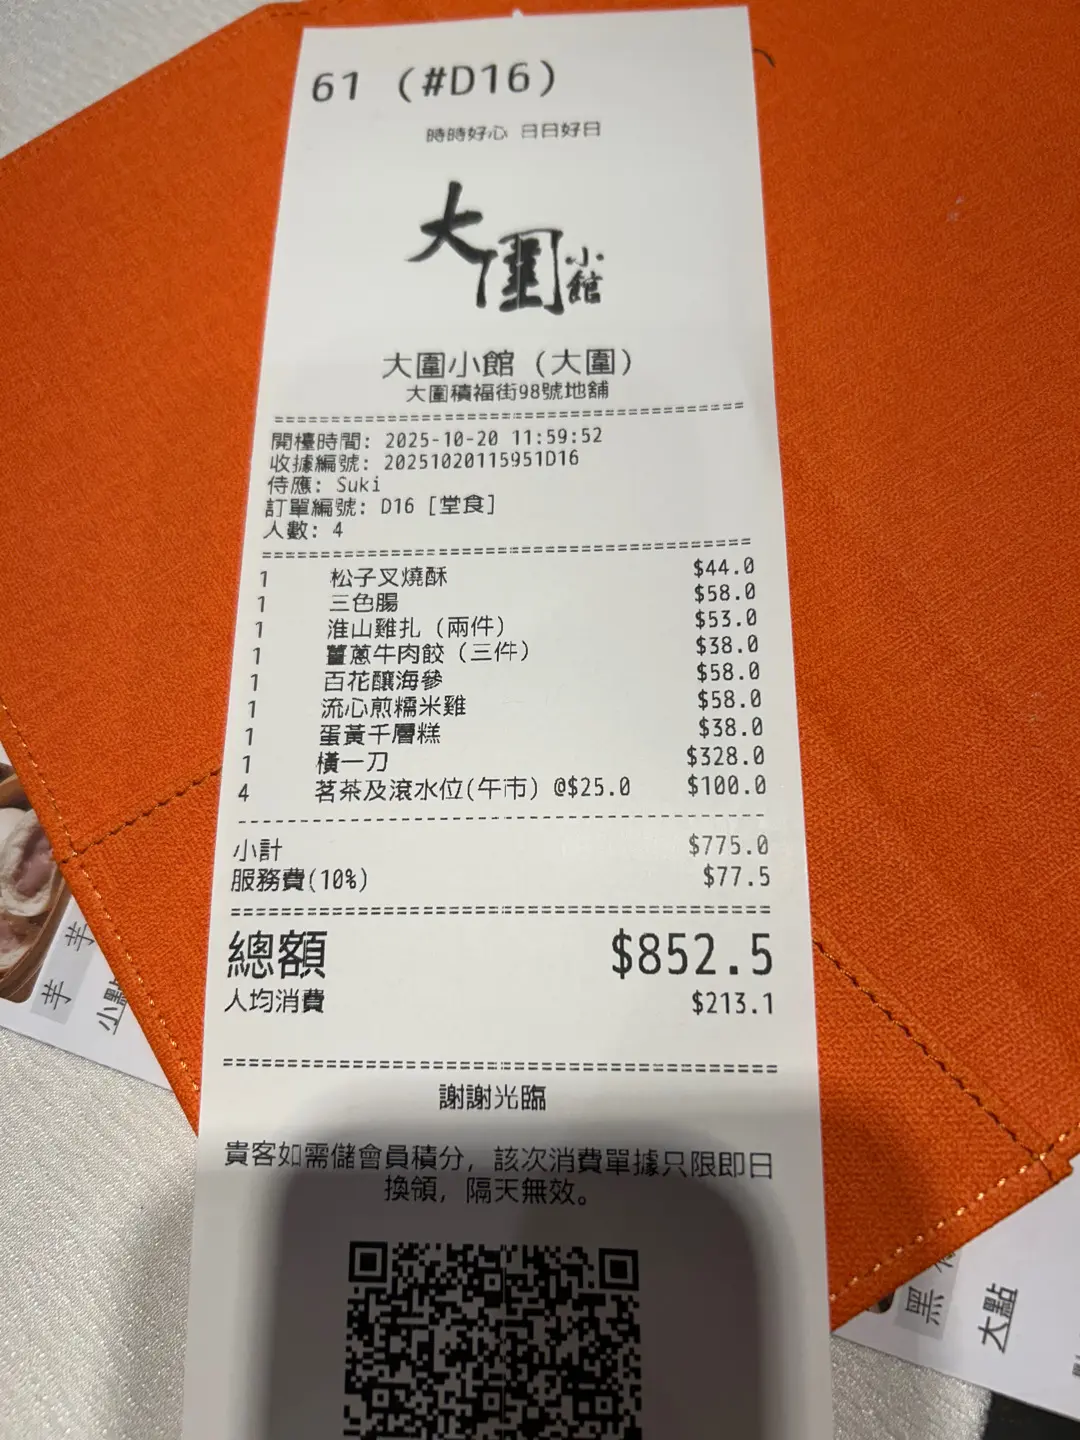 61 (#D16)
時時好心 日日好日
大圍小館
大圍小館 (大圍)
大圍積福街98號地舖
開檯時間: 2025-10-20 11:59:52
收據編號: 20251020115951D16
侍應: Suki
訂單編號: D16 [堂食]
人數: 4
1 松子叉燒酥 $44.0
1 三色腸 $58.0
1 淮山雞扎 (兩件) $53.0
1 薑蔥牛肉餃 (三件) $38.0
1 百花釀海參 $58.0
1 流心煎糯米雞 $58.0
1 蛋黃千層糕 $38.0
1 橫一刀 $328.0
4 茗茶及滾水位(午市) @$25.0 $100.0
小計 $775.0
服務費(10%) $77.5
總額 $852.5
人均消費 $213.1
謝謝光臨
貴客如需儲會員積分, 該次消費單據只限即日
換領, 隔天無效。
芋 芋
小點
黑
大點